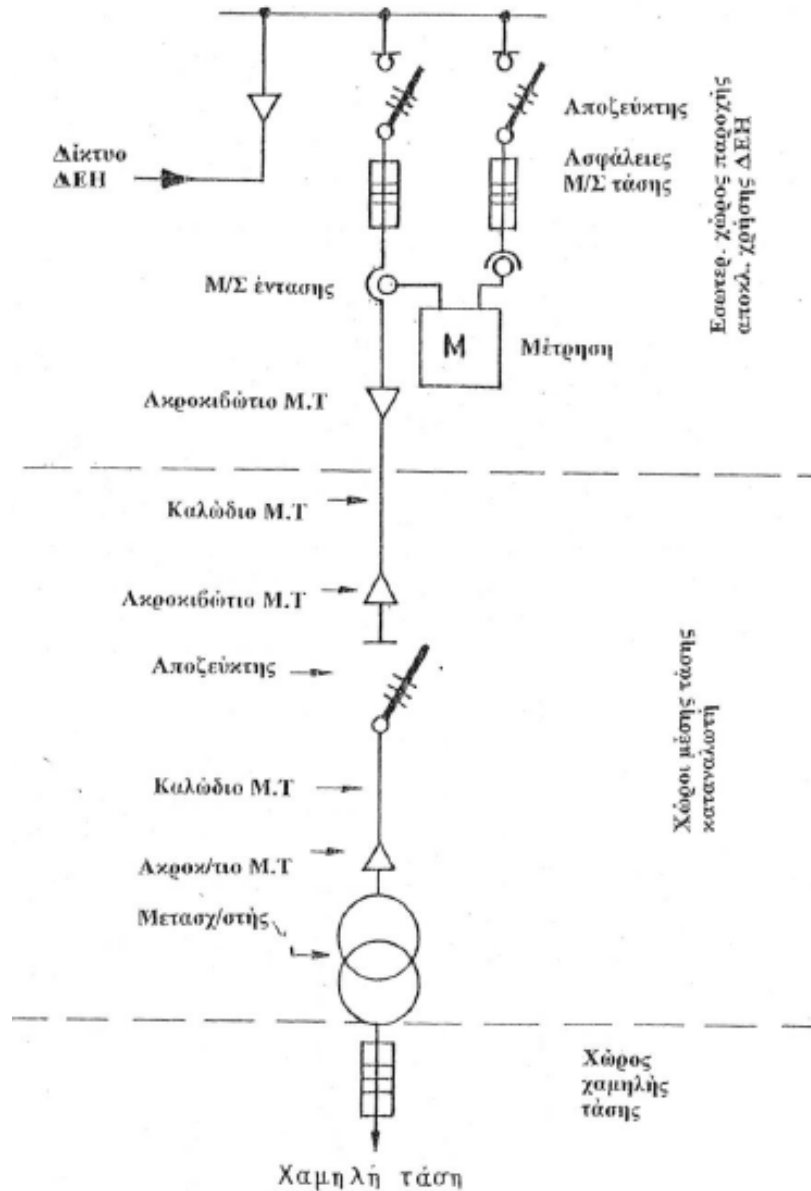 Αποζεύκτης
Δίκτυο
ΔΕΗ
Ασφάλειες
Μ/Σ τάσης
Εσωτερ. χώρος παροχής
αποκλ. χρήσης ΔΕΗ
Μ/Σ έντασης
M
Μέτρηση
Ακροκιβώτιο Μ.Τ
Καλώδιο Μ.Τ
Ακροκιβώτιο Μ.Τ
Αποζεύκτης
Χώροι μέσης τάσης
καταναλωτή
Καλώδιο Μ.Τ
Ακροκ/τιο Μ.Τ
Μετασχ/στής
Χώρος
χαμηλής
τάσης
Χαμηλή τάση